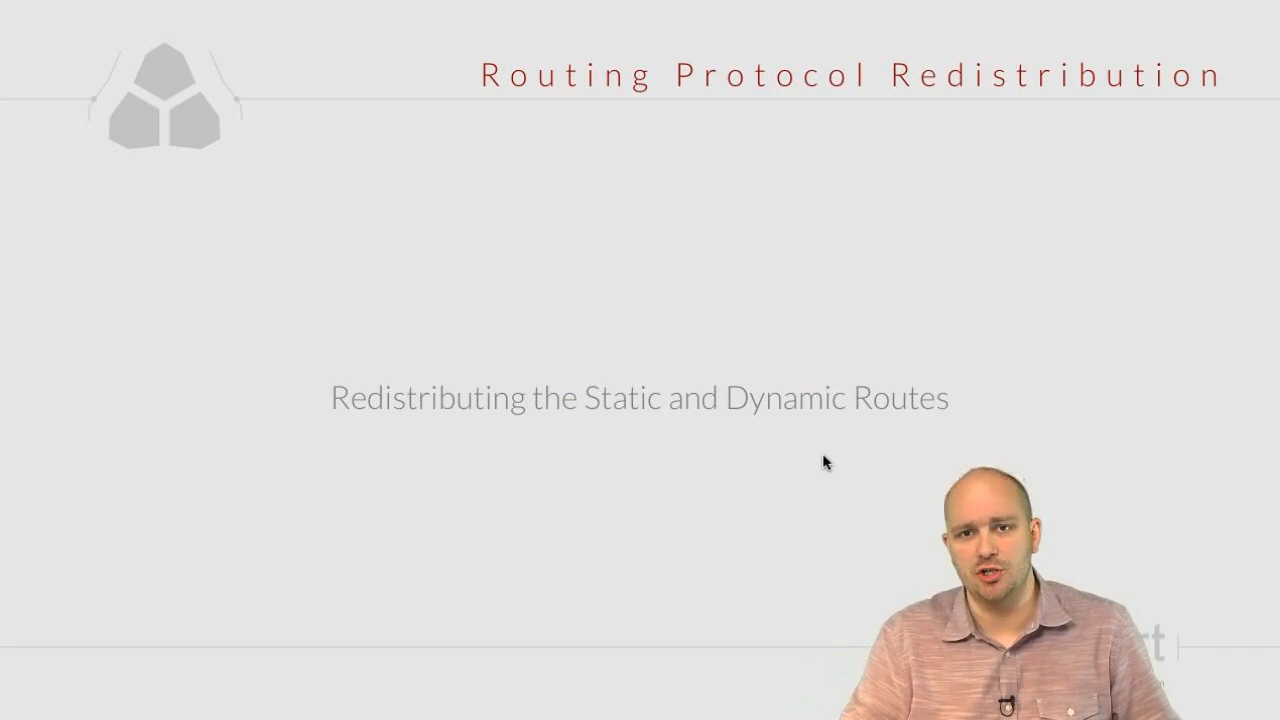 Routing Protocol Redistribution
Redistributing the Static and Dynamic Routes